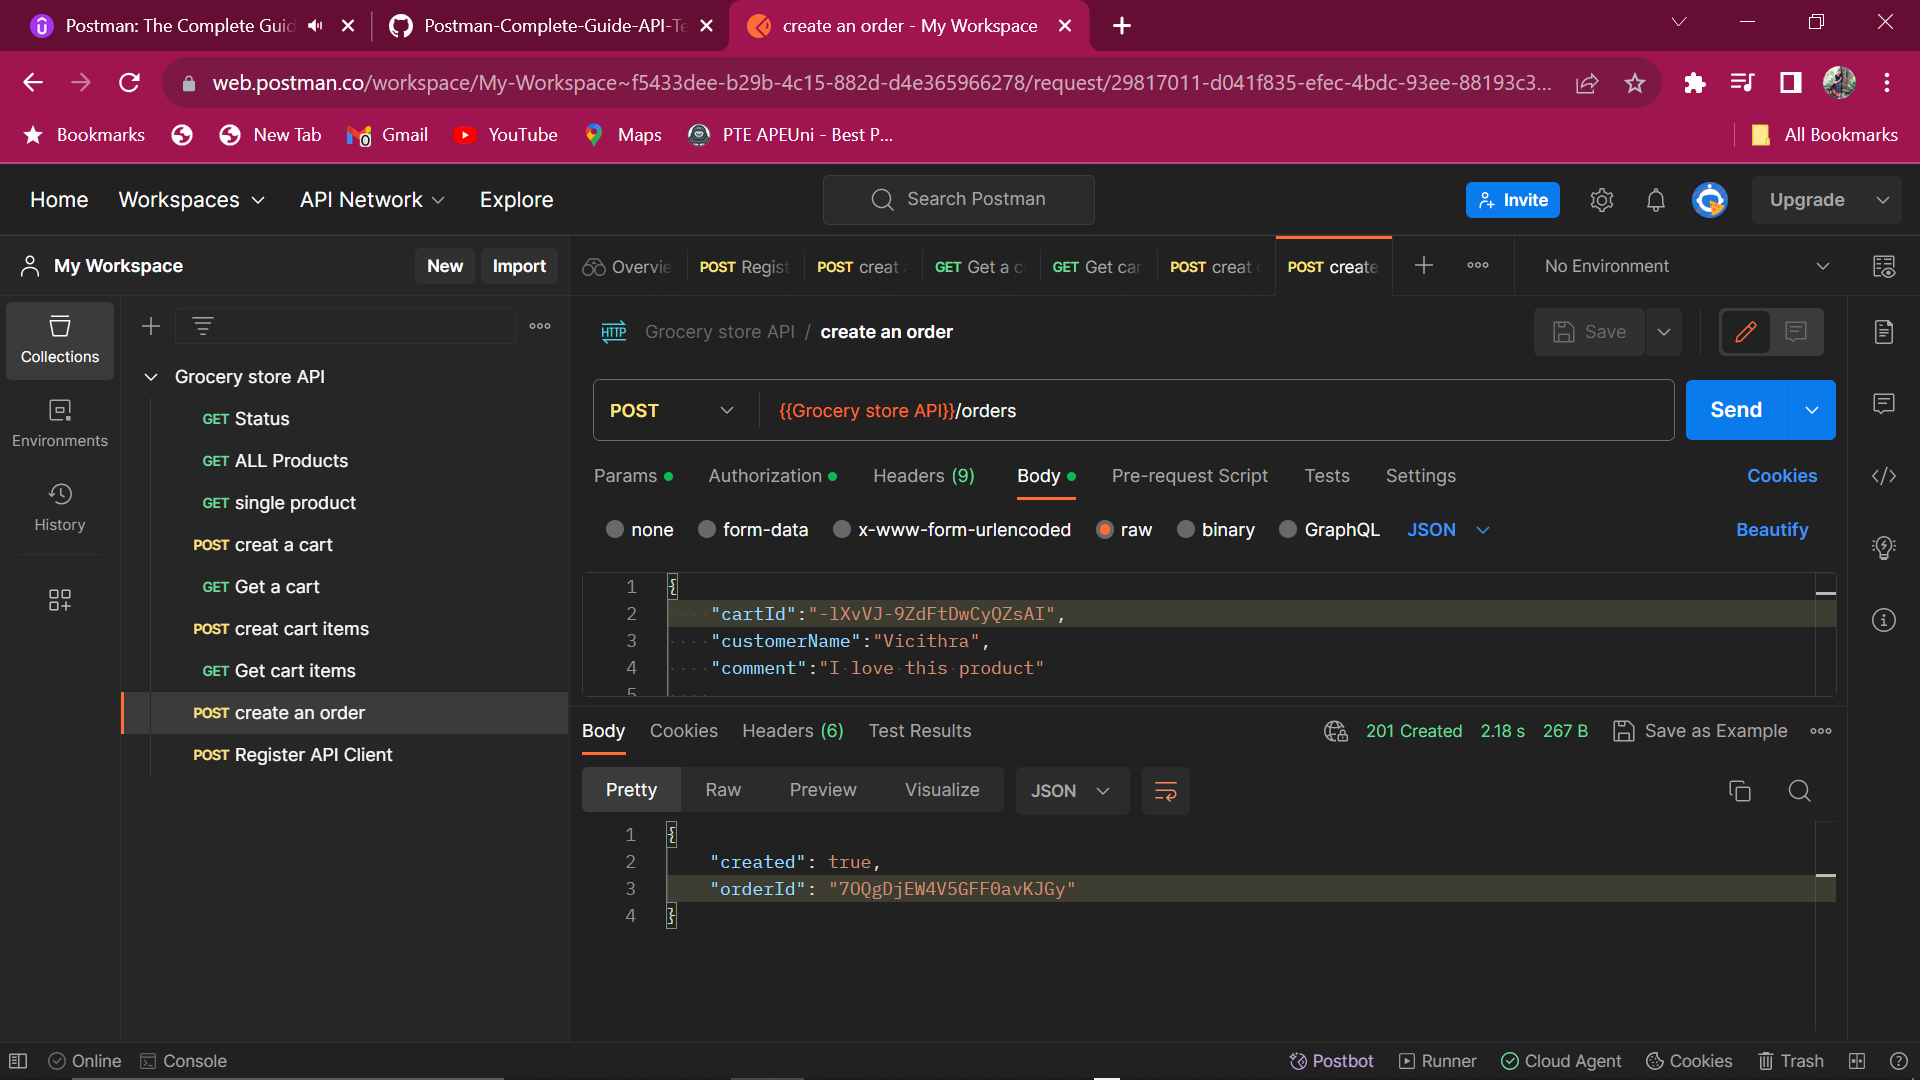 Postman: The Complete Guid
Postman-Complete-Guide-API-Te
create an order - My Workspace
web.postman.co/workspace/My-Workspace~f5433dee-b29b-4c15-882d-d4e365966278/request/29817011-d041f835-efec-4bdc-93ee-88193c3...
Bookmarks
New Tab
Gmail
YouTube
Maps
PTE APEUni - Best P...
All Bookmarks
Home
Workspaces
API Network
Explore
Search Postman
Invite
Upgrade
My Workspace
New
Import
Overvie
POST Regist
POST creat a
GET Get a c
GET Get car
POST creat
POST create
No Environment
Collections
Environments
History
Grocery store API
GET Status
GET ALL Products
GET single product
POST creat a cart
GET Get a cart
POST creat cart items
GET Get cart items
POST create an order
POST Register API Client
HTTP
Grocery store API / create an order
Save
POST
{{Grocery store API}}/orders
Send
Params
Authorization
Headers (9)
Body
Pre-request Script
Tests
Settings
Cookies
none
form-data
x-www-form-urlencoded
raw
binary
GraphQL
JSON
Beautify
1 {
2 "cartId":"-lXvVJ-9ZdFtDwCyQZsAI",
3 "customerName":"Vicithra",
4 "comment":"I love this product"
5
Body
Cookies
Headers (6)
Test Results
201 Created
2.18 s
267 B
Save as Example
Pretty
Raw
Preview
Visualize
JSON
1 {
2 "created": true,
3 "orderId": "7OQgDjEW4V5GFF0avKJGy"
4 }
Online
Console
Postbot
Runner
Cloud Agent
Cookies
Trash